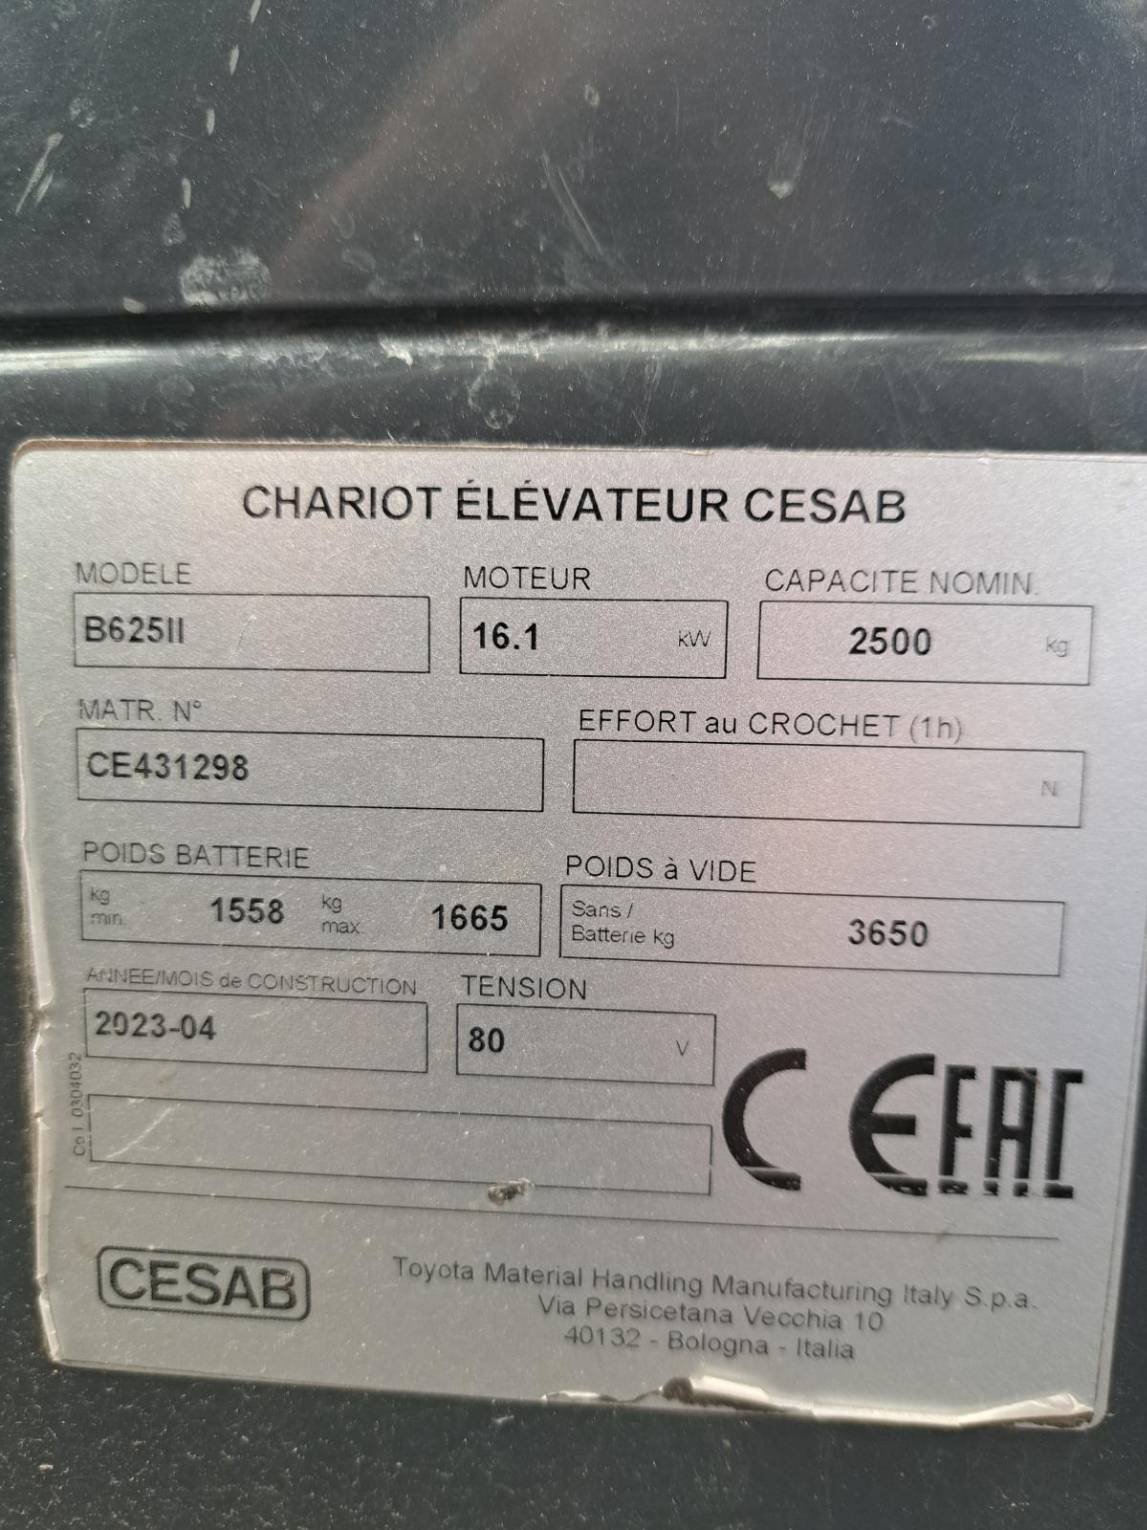 CHARIOT ÉLÉVATEUR CESAB
MODELE MOTEUR CAPACITE NOMIN.
B625II 16.1 kW 2500 kg
MATR. N° EFFORT au CROCHET (1h)
CE431298 N
POIDS BATTERIE POIDS à VIDE
kg min. 1558 kg max. 1665 Sans / Batterie kg 3650
ANNEE/MOIS de CONSTRUCTION TENSION
2023-04 80 V
CE EAC
Co I 0304032
CESAB
Toyota Material Handling Manufacturing Italy S.p.a.
Via Persicetana Vecchia 10
40132 - Bologna - Italia